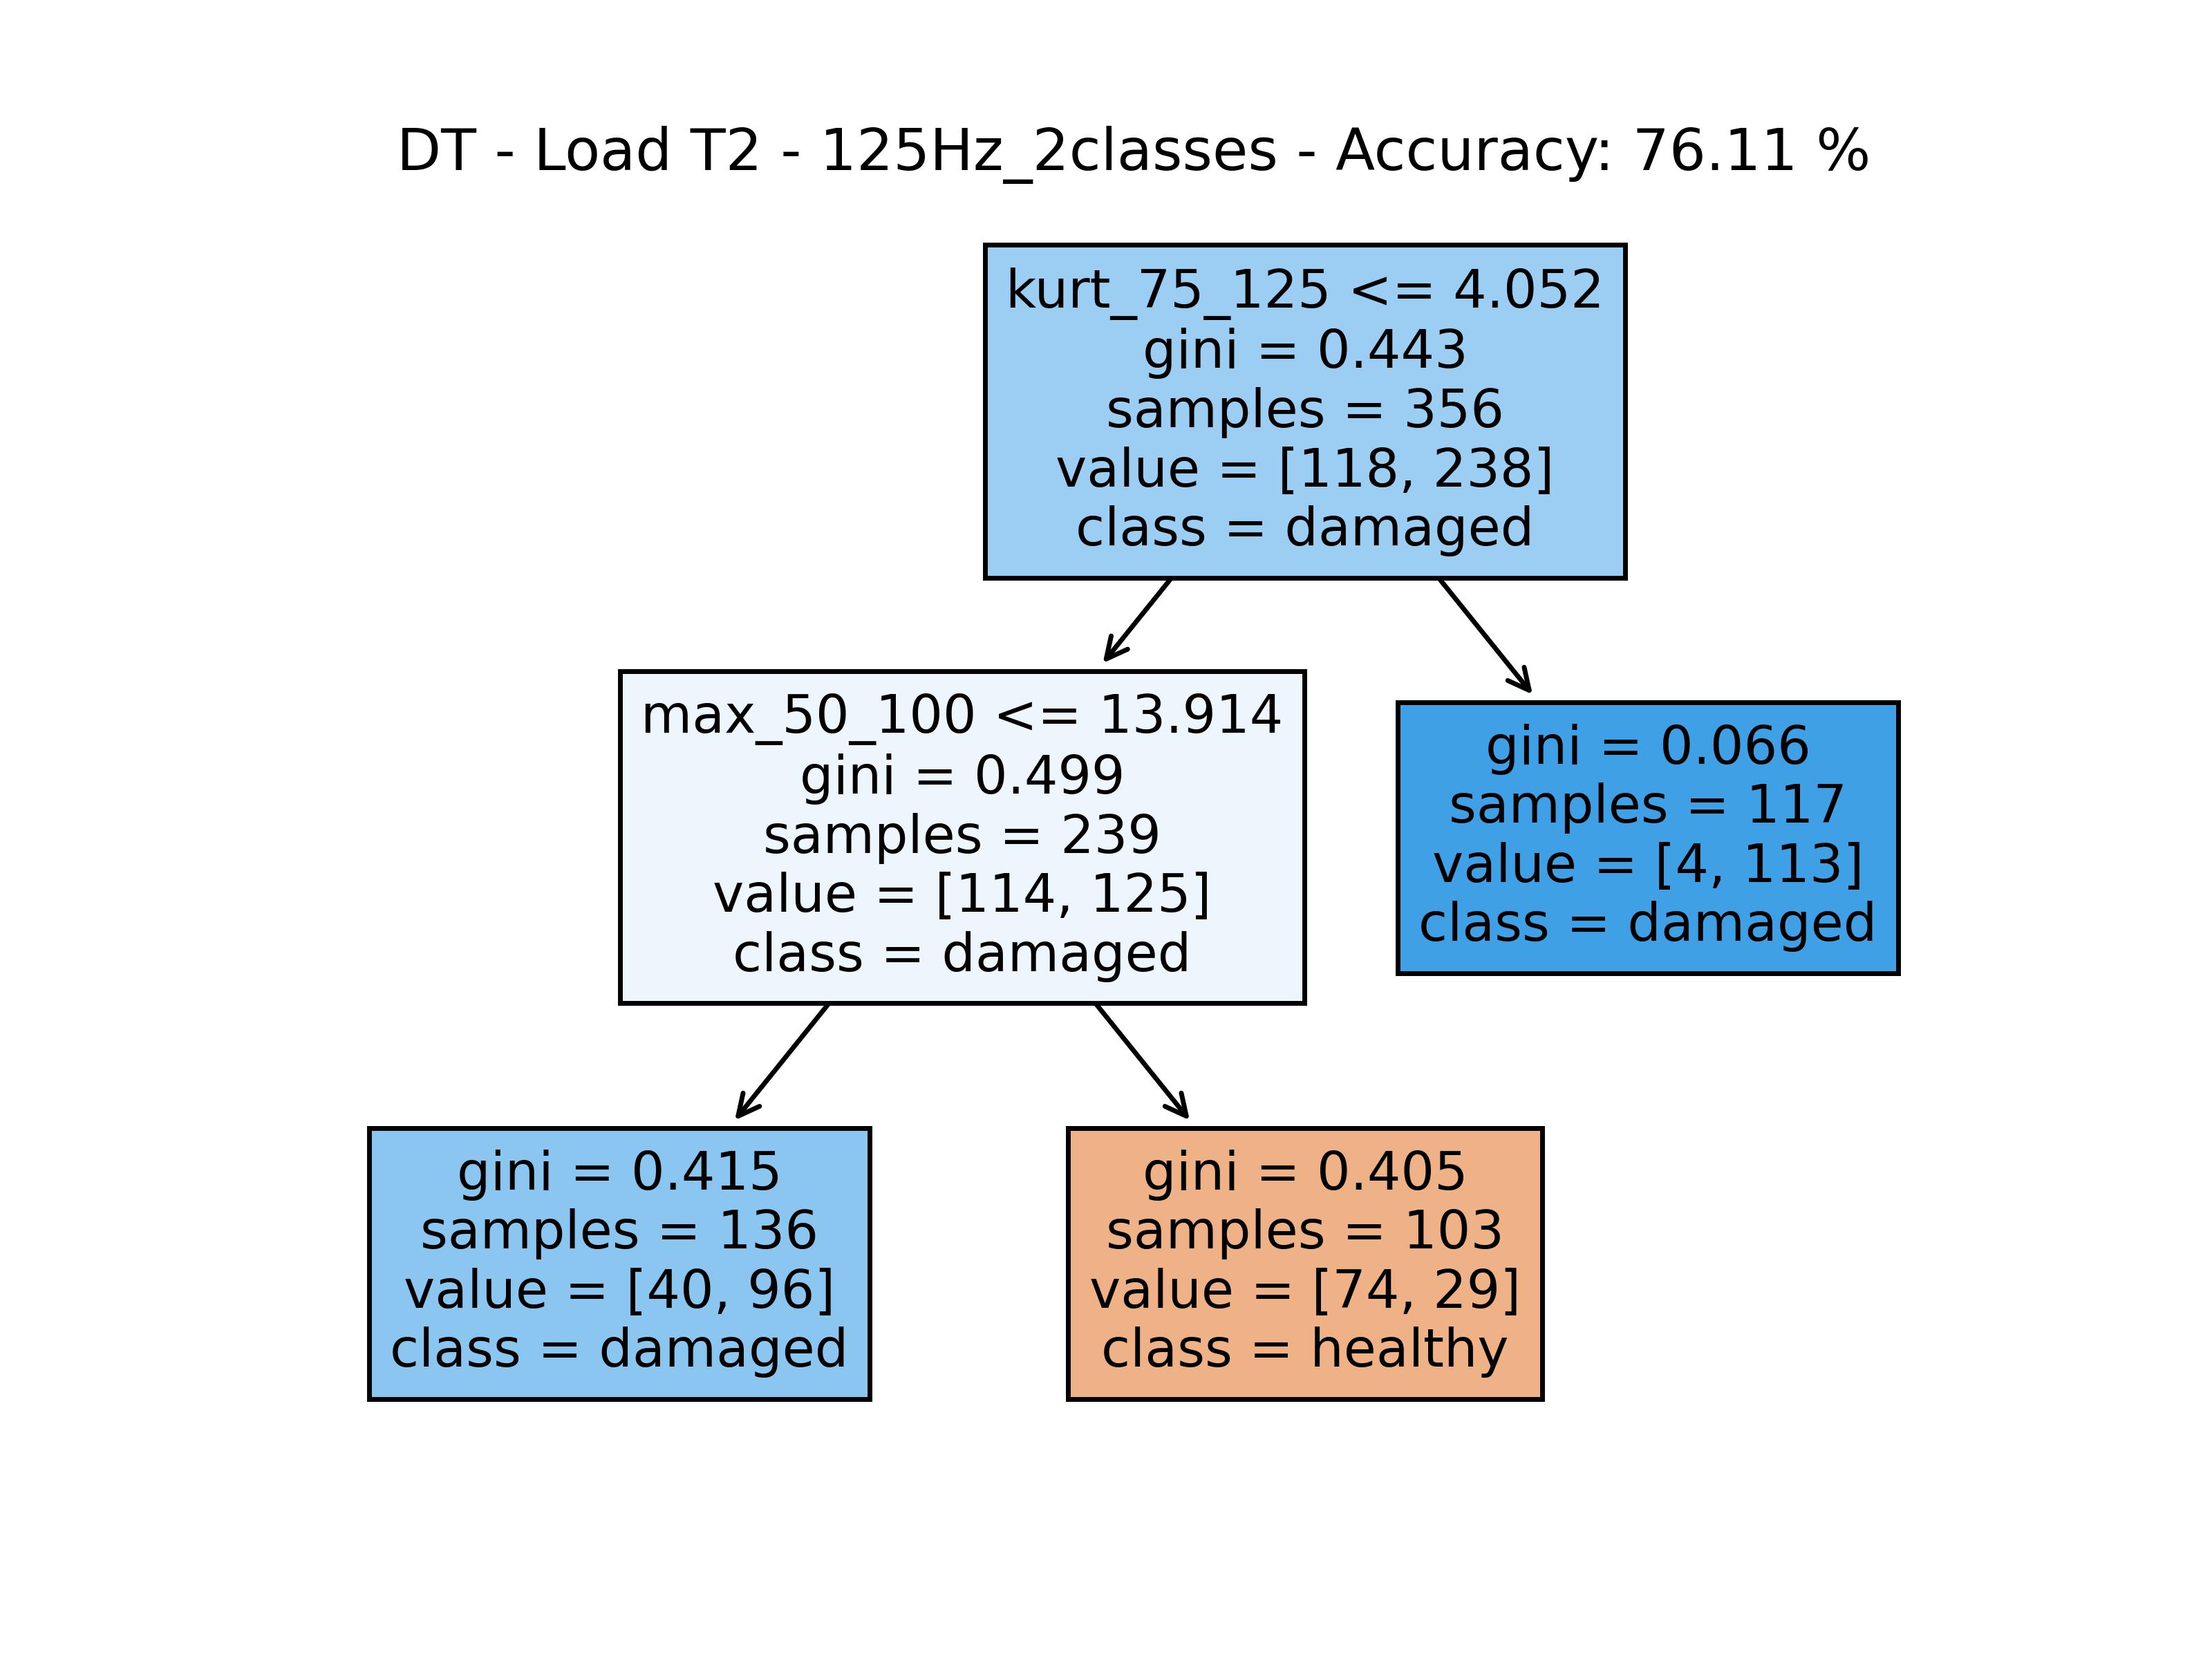 DT - Load T2 - 125Hz_2classes - Accuracy: 76.11 %
kurt_75_125 <= 4.052
gini = 0.443
samples = 356
value = [118, 238]
class = damaged
max_50_100 <= 13.914
gini = 0.499
samples = 239
value = [114, 125]
class = damaged
gini = 0.066
samples = 117
value = [4, 113]
class = damaged
gini = 0.415
samples = 136
value = [40, 96]
class = damaged
gini = 0.405
samples = 103
value = [74, 29]
class = healthy